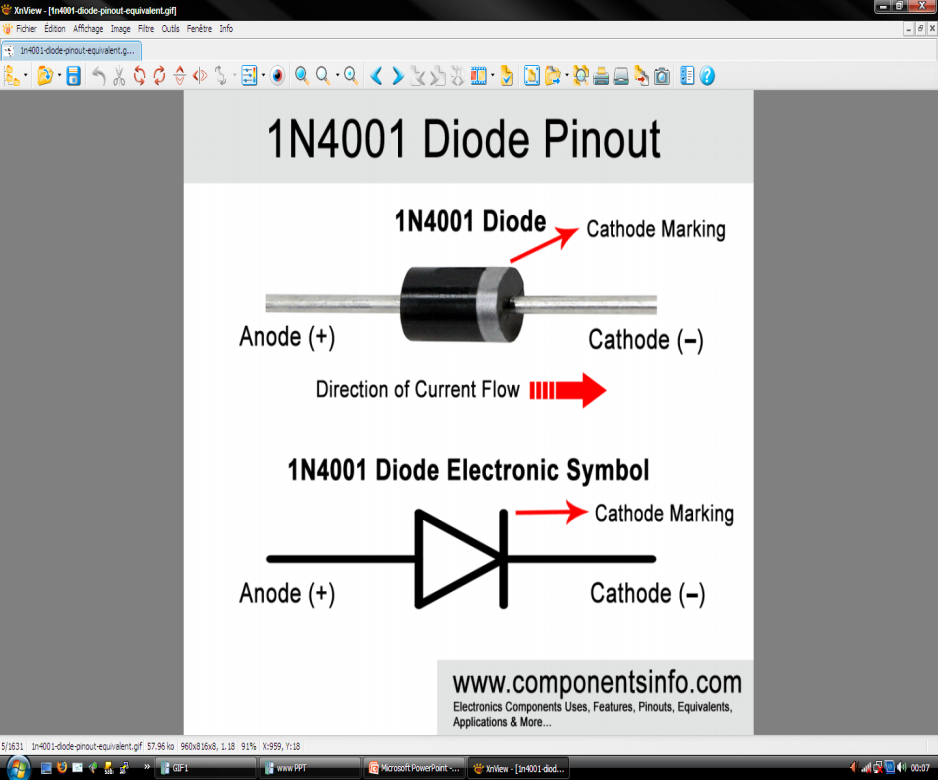 XnView - [1n4001-diode-pinout-equivalent.gif]
Fichier Édition Affichage Image Filtre Outils Fenêtre Info
1n4001-diode-pinout-equivalent.g...
1N4001 Diode Pinout
1N4001 Diode
Cathode Marking
Anode (+)
Cathode (–)
Direction of Current Flow
1N4001 Diode Electronic Symbol
Cathode Marking
Anode (+)
Cathode (–)
www.componentsinfo.com
Electronics Components Uses, Features, Pinouts, Equivalents,
Applications & More...
5/1631 1n4001-diode-pinout-equivalent.gif 57.96 ko 960x816x8, 1.18 91% X:959, Y:18
» GIF1 www PPT Microsoft PowerPoint -... XnView - [1n4001-diod... 00:07